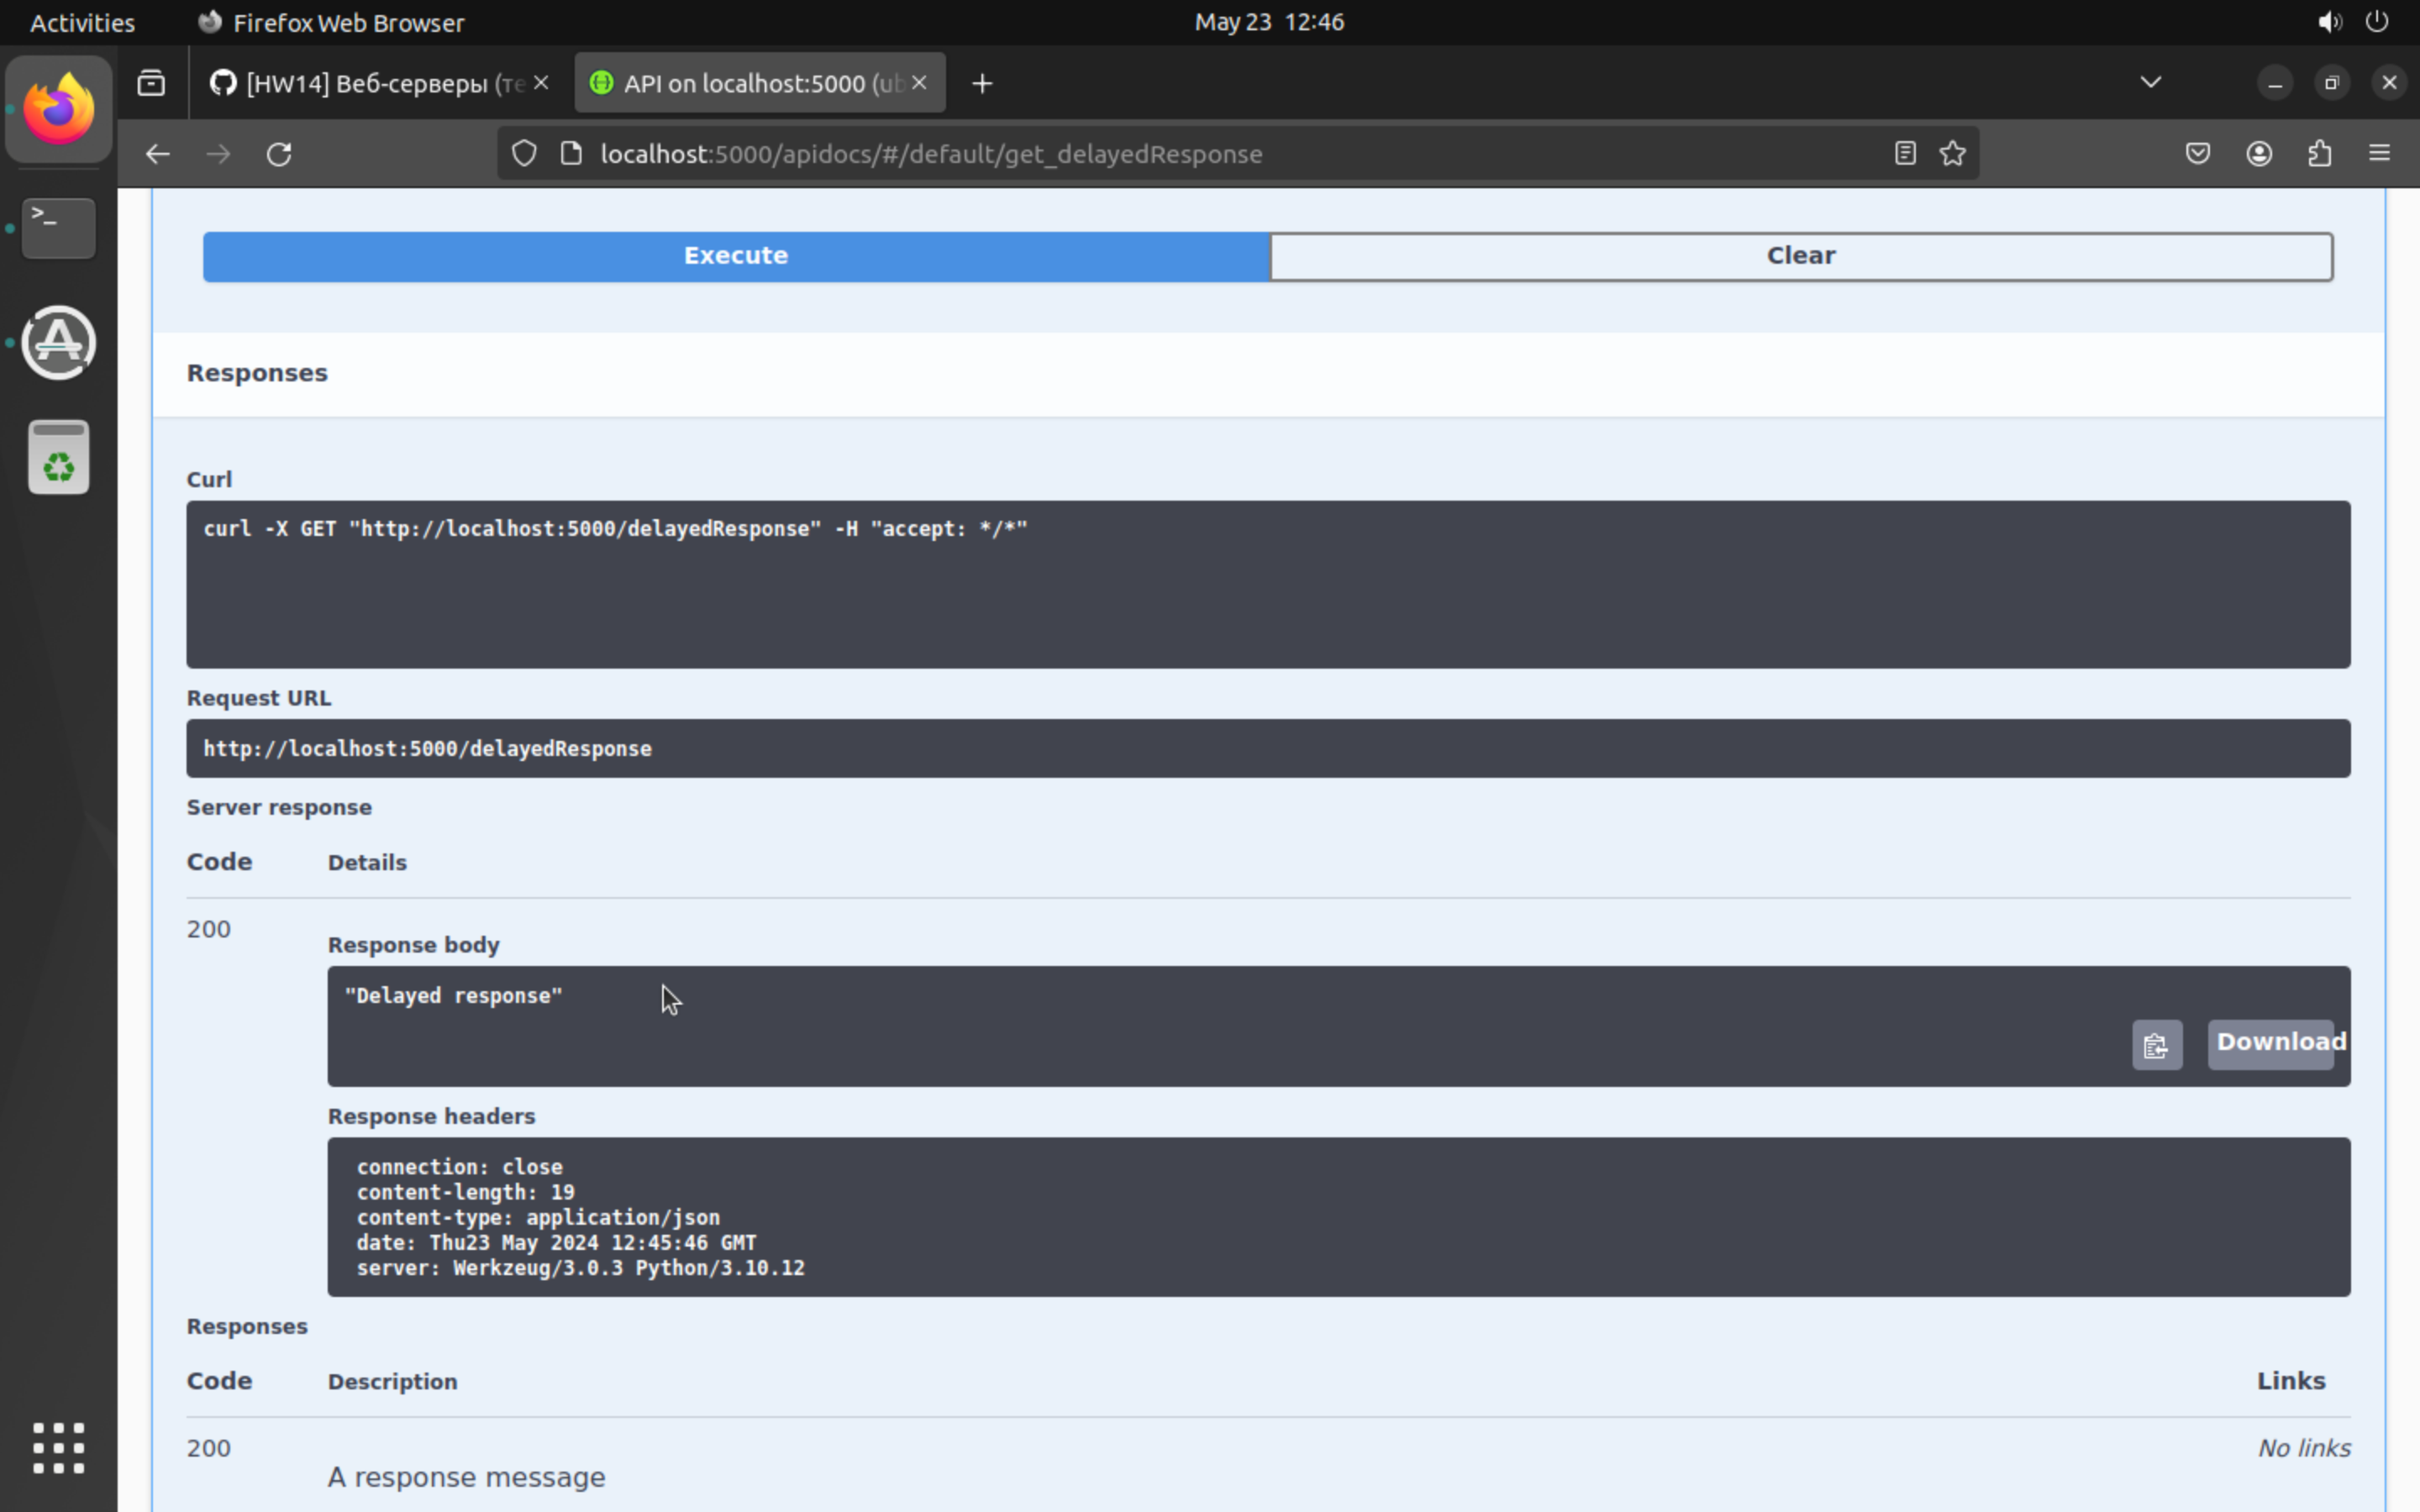 Activities Firefox Web Browser May 23 12:46
[HW14] Веб-серверы (те API on localhost:5000 (ub
localhost:5000/apidocs/#/default/get_delayedResponse
Execute Clear
Responses
Curl
curl -X GET "http://localhost:5000/delayedResponse" -H "accept: */*"
Request URL
http://localhost:5000/delayedResponse
Server response
Code Details
200
Response body
"Delayed response"
Download
Response headers
connection: close
content-length: 19
content-type: application/json
date: Thu23 May 2024 12:45:46 GMT
server: Werkzeug/3.0.3 Python/3.10.12
Responses
Code Description Links
200 No links
A response message